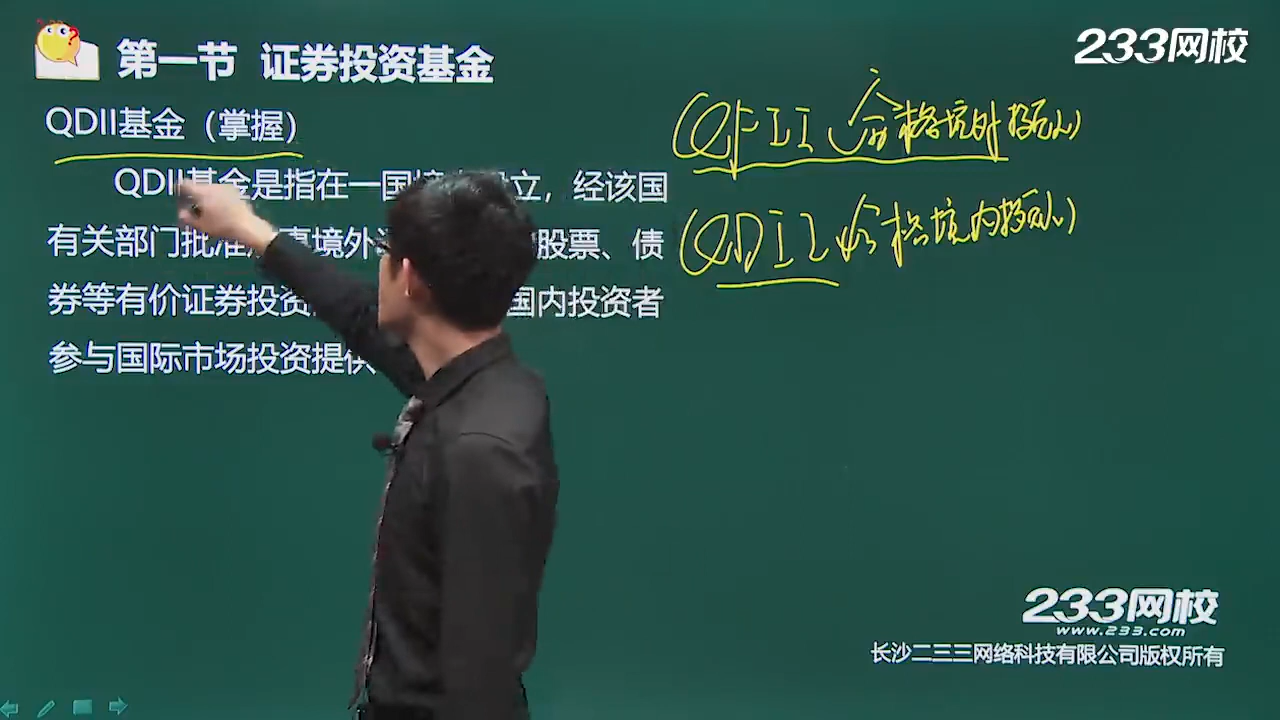 第一节 证券投资基金
233网校
QDII基金（掌握）
QFII（合格境外投资人）
QDII基金是指在一国境 设立，经该国
QDII（合格境内投资人）
有关部门批准 境外 股票、债
券等有价证券投资 国内投资者
参与国际市场投资提供
233网校
www.233.com
长沙二三三网络科技有限公司版权所有